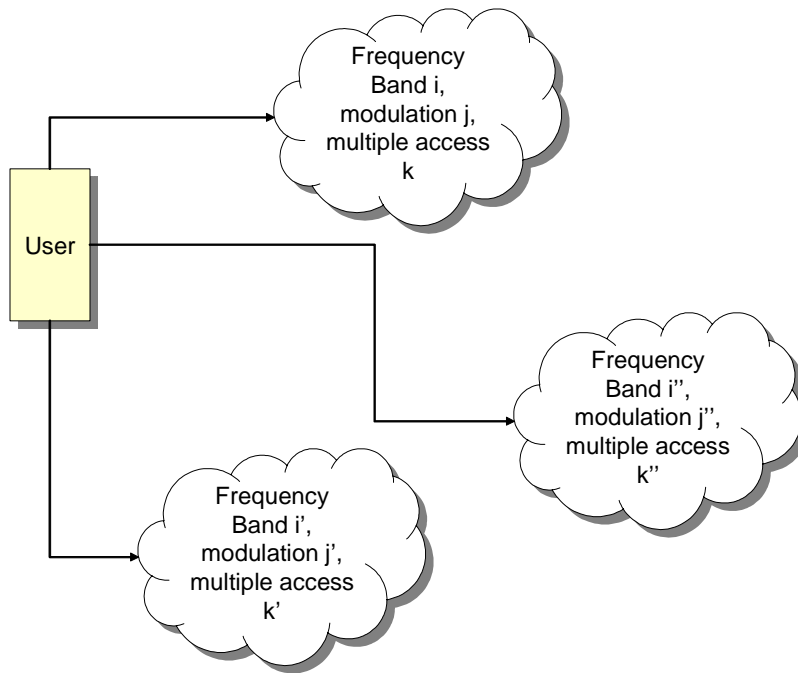 Frequency
Band i,
modulation j,
multiple access
k
User
Frequency
Band i’’,
modulation j’’,
multiple access
k’’
Frequency
Band i’,
modulation j’,
multiple access
k’